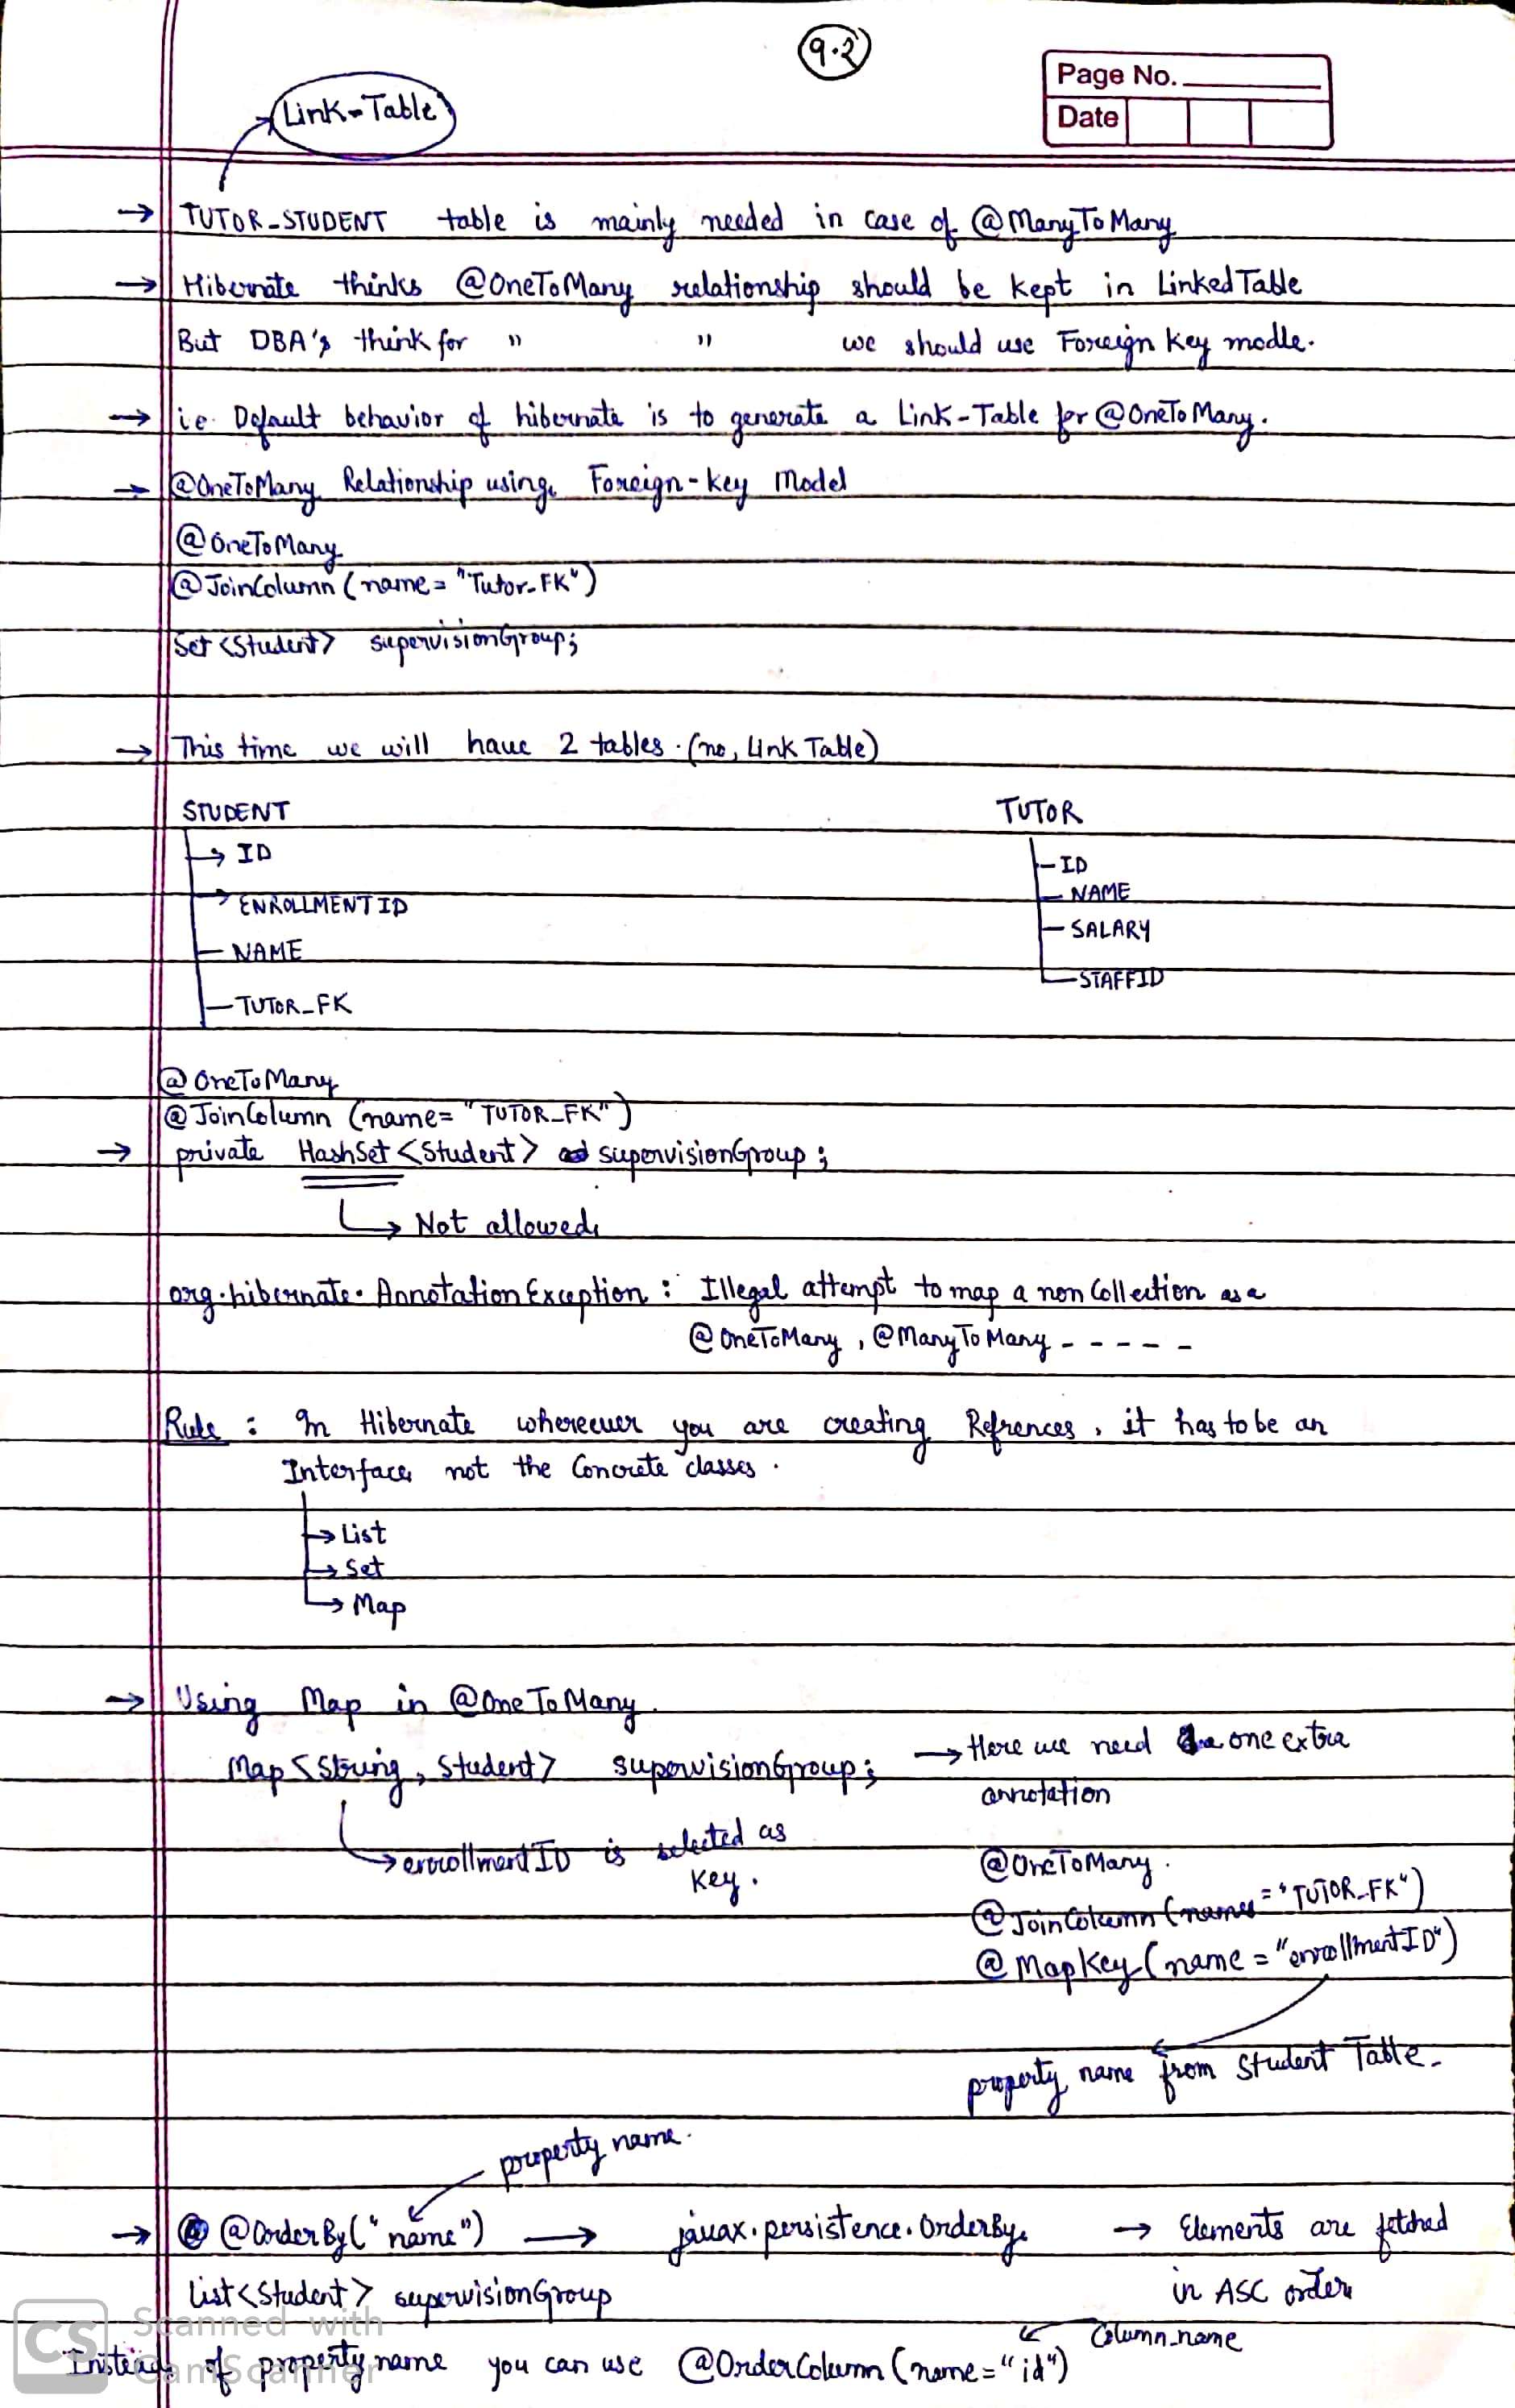 9.2
Page No.
Date
Link-Table
→ TUTOR_STUDENT table is mainly needed in case of @ManyToMany
→ Hibernate thinks @OneToMany relationship should be kept in Linked Table
But DBA's think for " " we should use Foreign key modle.
→ i.e. Default behavior of hibernate is to generate a Link-Table for @OneToMany.
→ @OneToMany Relationship using Foreign-key Model
@OneToMany
@JoinColumn (name = "Tutor_FK")
Set <Student> supervisionGroup;
→ This time we will have 2 tables. (no, Link Table)
STUDENT TUTOR
→ ID
ID
→ ENROLLMENTID
NAME
NAME
SALARY
TUTOR_FK
STAFFID
@OneToMany
@JoinColumn (name= "TUTOR_FK")
→ private HashSet <Student> supervisionGroup;
→ Not allowed
org.hibernate.AnnotationException : Illegal attempt to map a non Collection as a
@OneToMany, @ManyToMany - - - - -
Rule : In Hibernate whereever you are creating Refrences, it has to be an
Interface not the Concrete classes.
→ List
→ Set
→ Map
→ Using Map in @OneToMany.
Map <String, Student> supervisionGroup; → Here we need one extra
annotation
→ enrollmentID is selected as
key.
@OneToMany.
@JoinColumn (name = "TUTOR_FK")
@MapKey (name = "enrollmentID")
property name from Student Table.
property name.
→ @OrderBy("name") → javax.persistence.OrderBy → Elements are fetched
List <Student> supervisionGroup in ASC order
Column_name
Instead of property name you can use @OrderColumn (name="id")
CS Scanned with
CamScanner